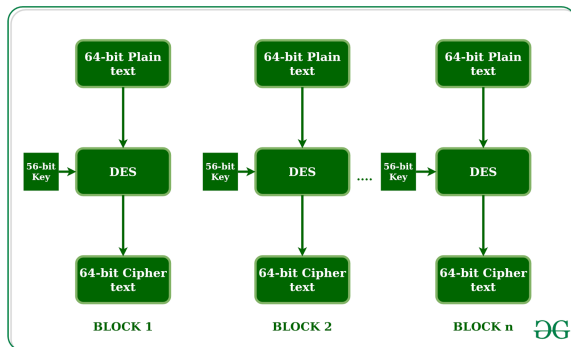 64-bit Plain
text
64-bit Plain
text
64-bit Plain
text
56-bit
Key
DES
56-bit
Key
DES
....
56-bit
Key
DES
64-bit Cipher
text
64-bit Cipher
text
64-bit Cipher
text
BLOCK 1
BLOCK 2
BLOCK n